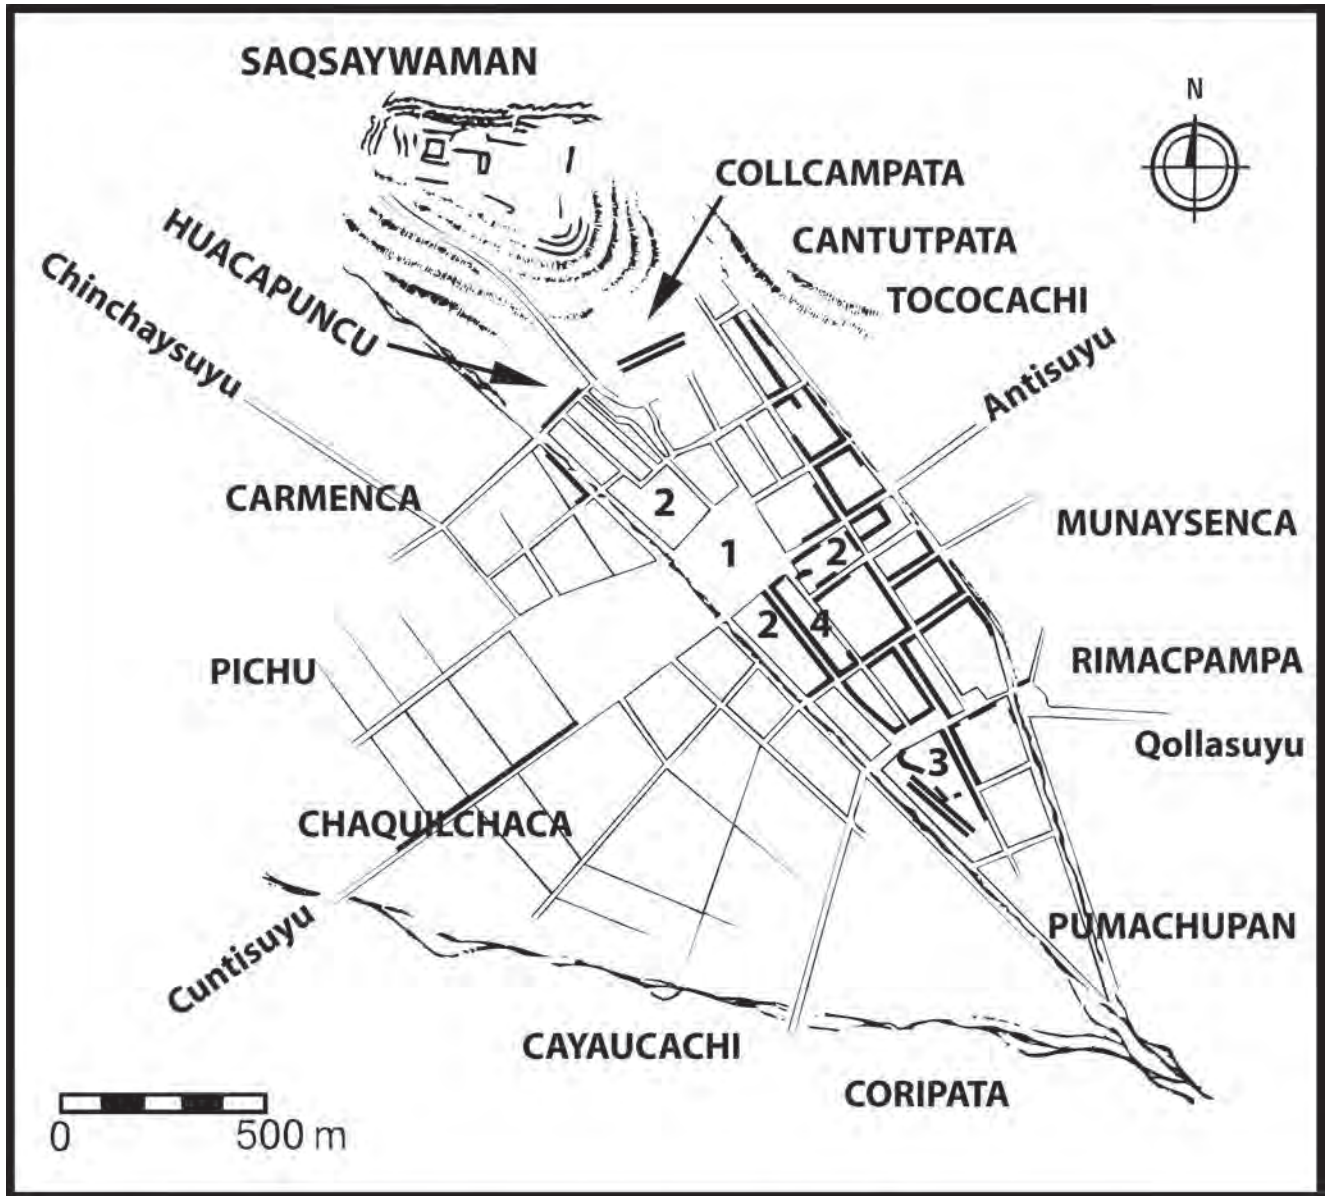 SAQSAYWAMAN
N
COLLCAMPATA
HUACAPUNCU
CANTUTPATA
Chinchaysuyu
TOCOCACHI
Antisuyu
CARMENCA
2
MUNAYSENCA
1
2
2
4
PICHU
RIMACPAMPA
Qollasuyu
3
CHAQUILCHACA
PUMACHUPAN
Cuntisuyu
CAYAUCACHI
CORIPATA
0 500 m